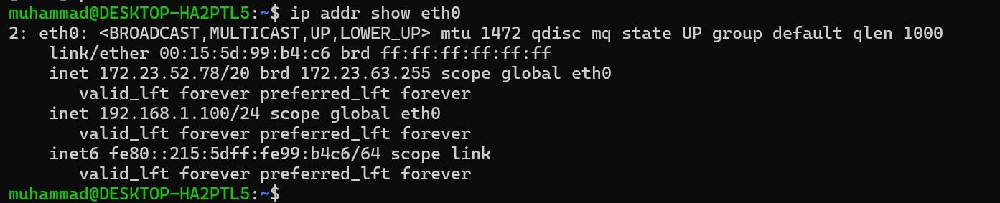 muhammad@DESKTOP-HA2PTL5:~$ ip addr show eth0
2: eth0: <BROADCAST,MULTICAST,UP,LOWER_UP> mtu 1472 qdisc mq state UP group default qlen 1000
    link/ether 00:15:5d:99:b4:c6 brd ff:ff:ff:ff:ff:ff
    inet 172.23.52.78/20 brd 172.23.63.255 scope global eth0
       valid_lft forever preferred_lft forever
    inet 192.168.1.100/24 scope global eth0
       valid_lft forever preferred_lft forever
    inet6 fe80::215:5dff:fe99:b4c6/64 scope link
       valid_lft forever preferred_lft forever
muhammad@DESKTOP-HA2PTL5:~$